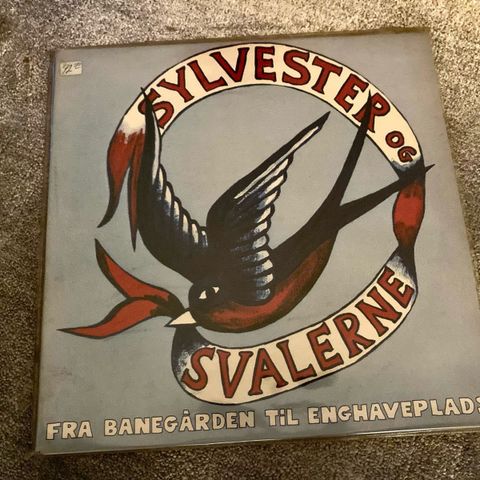 SYLVESTER OG
SVALERNE
FRA BANEGÅRDEN TiL ENGHAVEPLADS